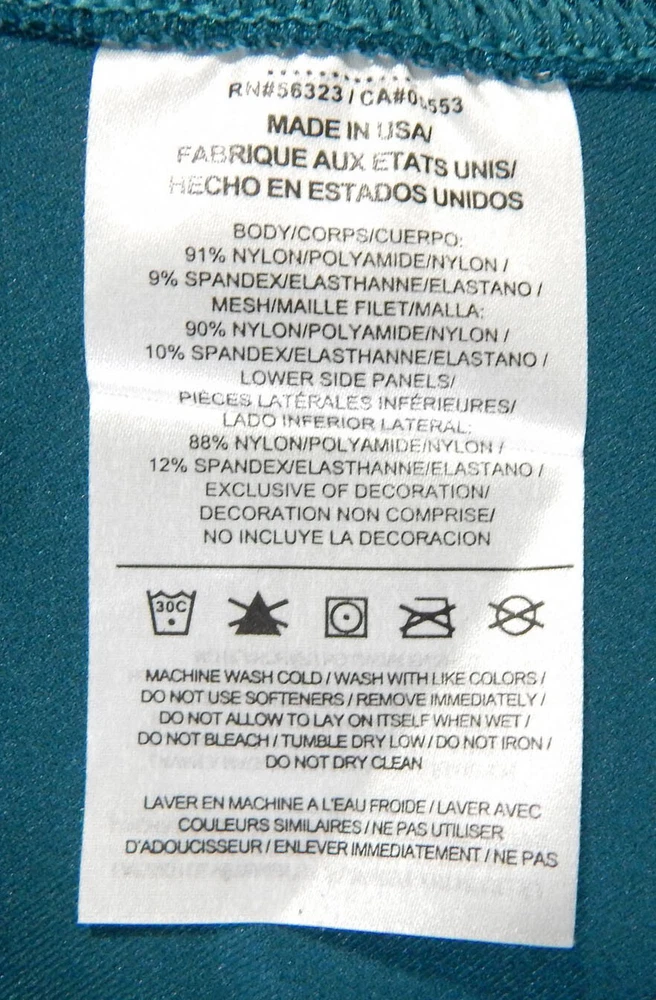 RN#56323 / CA#
MADE IN USA/
FABRIQUE AUX ETATS UNIS/
HECHO EN ESTADOS UNIDOS
BODY/CORPS/CUERPO:
91% NYLON/POLYAMIDE/NYLON /
9% SPANDEX/ELASTHANNE/ELASTANO /
MESH/MAILLE FILET/MALLA:
90% NYLON/POLYAMIDE/NYLON /
10% SPANDEX/ELASTHANNE/ELASTANO /
LOWER SIDE PANELS/
PIÈCES LATÉRALES INFÉRIEURES/
LADO INFERIOR LATERAL:
88% NYLON/POLYAMIDE/NYLON /
12% SPANDEX/ELASTHANNE/ELASTANO /
EXCLUSIVE OF DECORATION/
DECORATION NON COMPRISE/
NO INCLUYE LA DECORACION
30C
MACHINE WASH COLD / WASH WITH LIKE COLORS /
DO NOT USE SOFTENERS / REMOVE IMMEDIATELY /
DO NOT ALLOW TO LAY ON ITSELF WHEN WET /
DO NOT BLEACH / TUMBLE DRY LOW / DO NOT IRON /
DO NOT DRY CLEAN
LAVER EN MACHINE A L'EAU FROIDE / LAVER AVEC
COULEURS SIMILAIRES / NE PAS UTILISER
D'ADOUCISSEUR / ENLEVER IMMEDIATEMENT / NE PAS